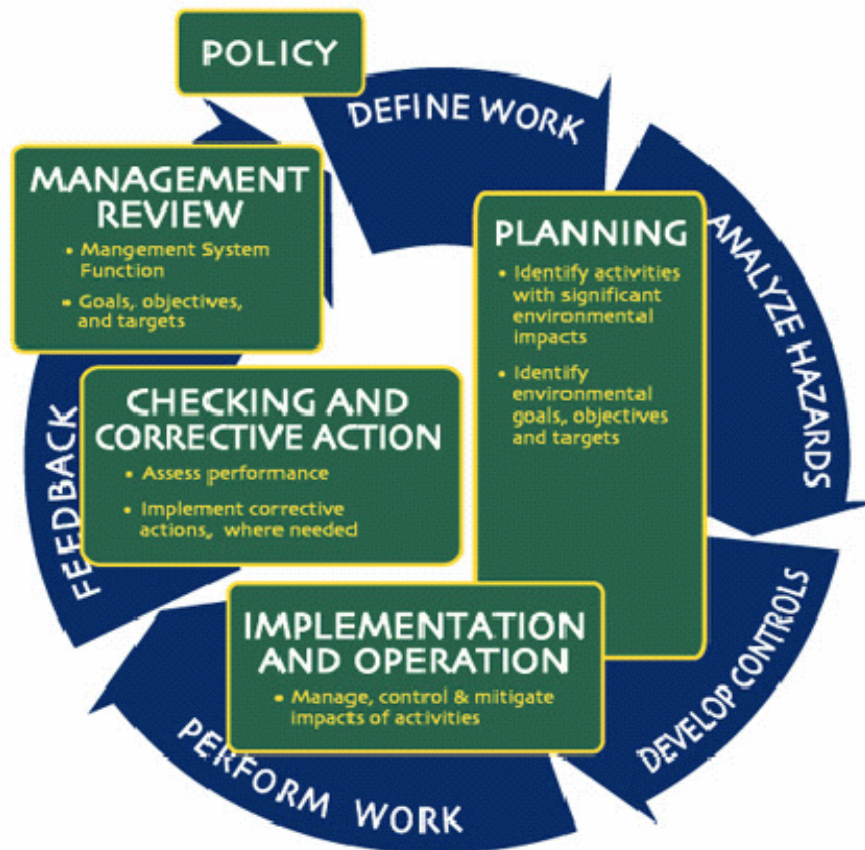 POLICY
DEFINE WORK
MANAGEMENT
REVIEW
• Mangement System
Function
• Goals, objectives,
and targets
PLANNING
• Identify activities
with significant
environmental
impacts
• Identify
environmental
goals, objectives
and targets
ANALYZE HAZARDS
CHECKING AND
CORRECTIVE ACTION
• Assess performance
• Implement corrective
actions, where needed
FEEDBACK
IMPLEMENTATION
AND OPERATION
• Manage, control & mitigate
impacts of activities
DEVELOP CONTROLS
PERFORM WORK